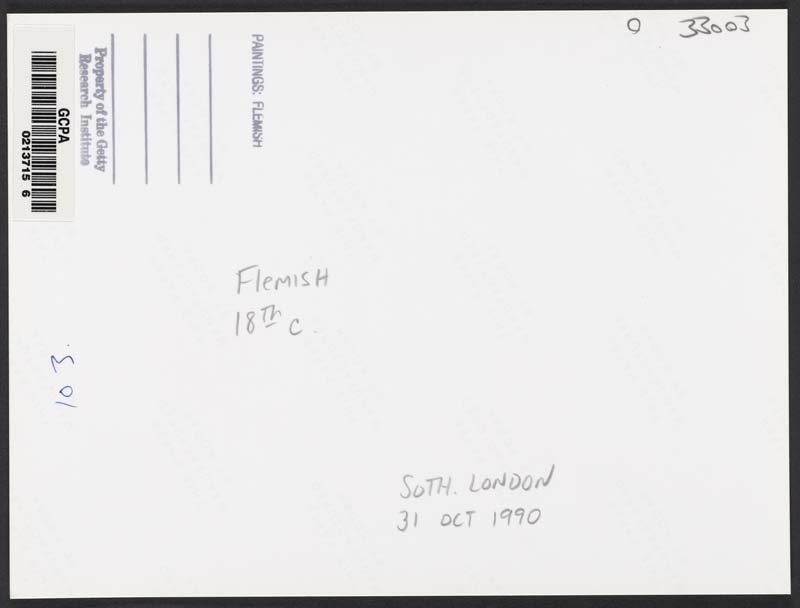 O 33003
PAINTINGS: FLEMISH
Property of the Getty
Research Institute
GCPA
0213715 6
Flemish
18th c.
103.
SOTH. LONDON
31 OCT 1990